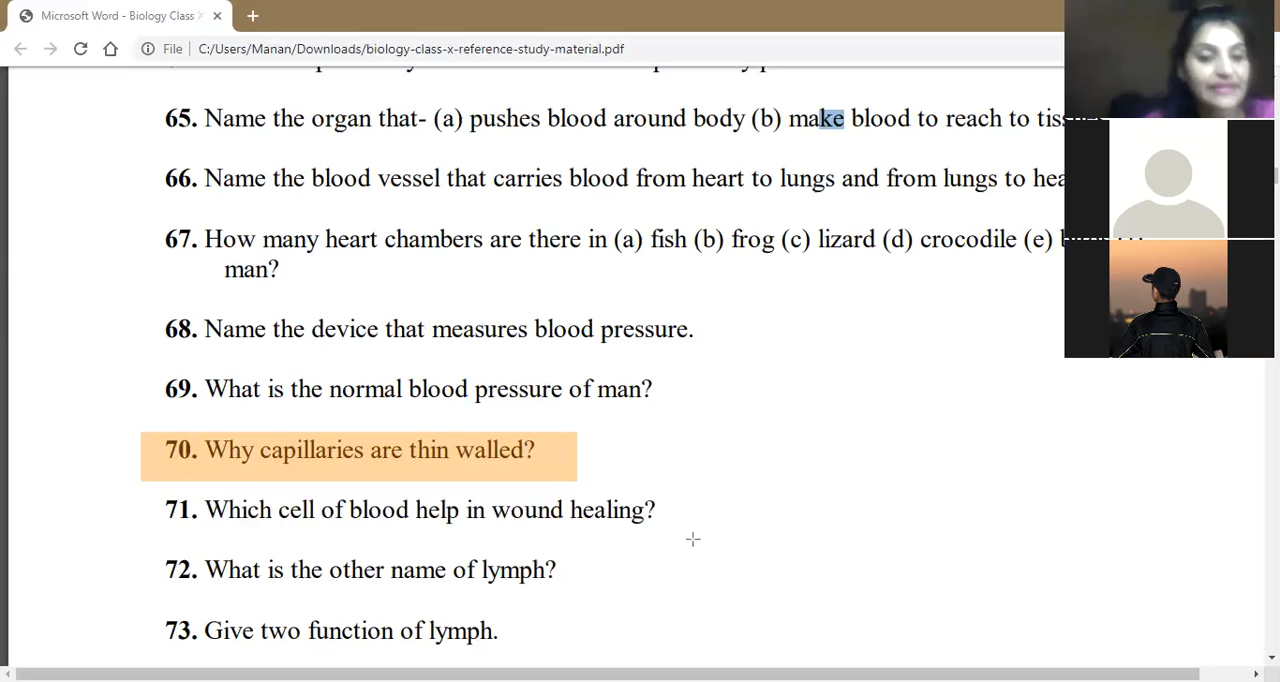 Microsoft Word - Biology Class
File
C:/Users/Manan/Downloads/biology-class-x-reference-study-material.pdf
65. Name the organ that- (a) pushes blood around body (b) make blood to reach to
66. Name the blood vessel that carries blood from heart to lungs and from lungs to
67. How many heart chambers are there in (a) fish (b) frog (c) lizard (d) crocodile (e)
man?
68. Name the device that measures blood pressure.
69. What is the normal blood pressure of man?
70. Why capillaries are thin walled?
71. Which cell of blood help in wound healing?
72. What is the other name of lymph?
73. Give two function of lymph.